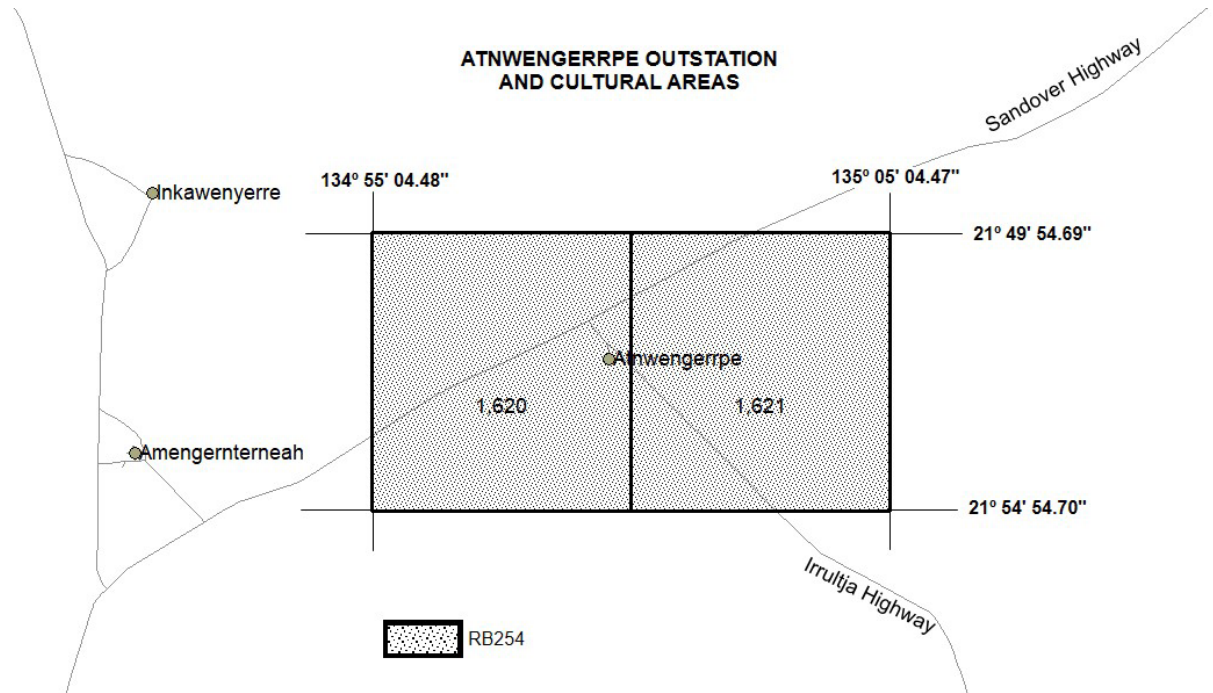 ATNWENGERRPE OUTSTATION
AND CULTURAL AREAS
Sandover Highway
134º 55' 04.48"
135º 05' 04.47"
Inkawenyerre
21º 49' 54.69"
Atnwengerrpe
1,620
1,621
Amengernterneah
21º 54' 54.70"
Irrultja Highway
RB254